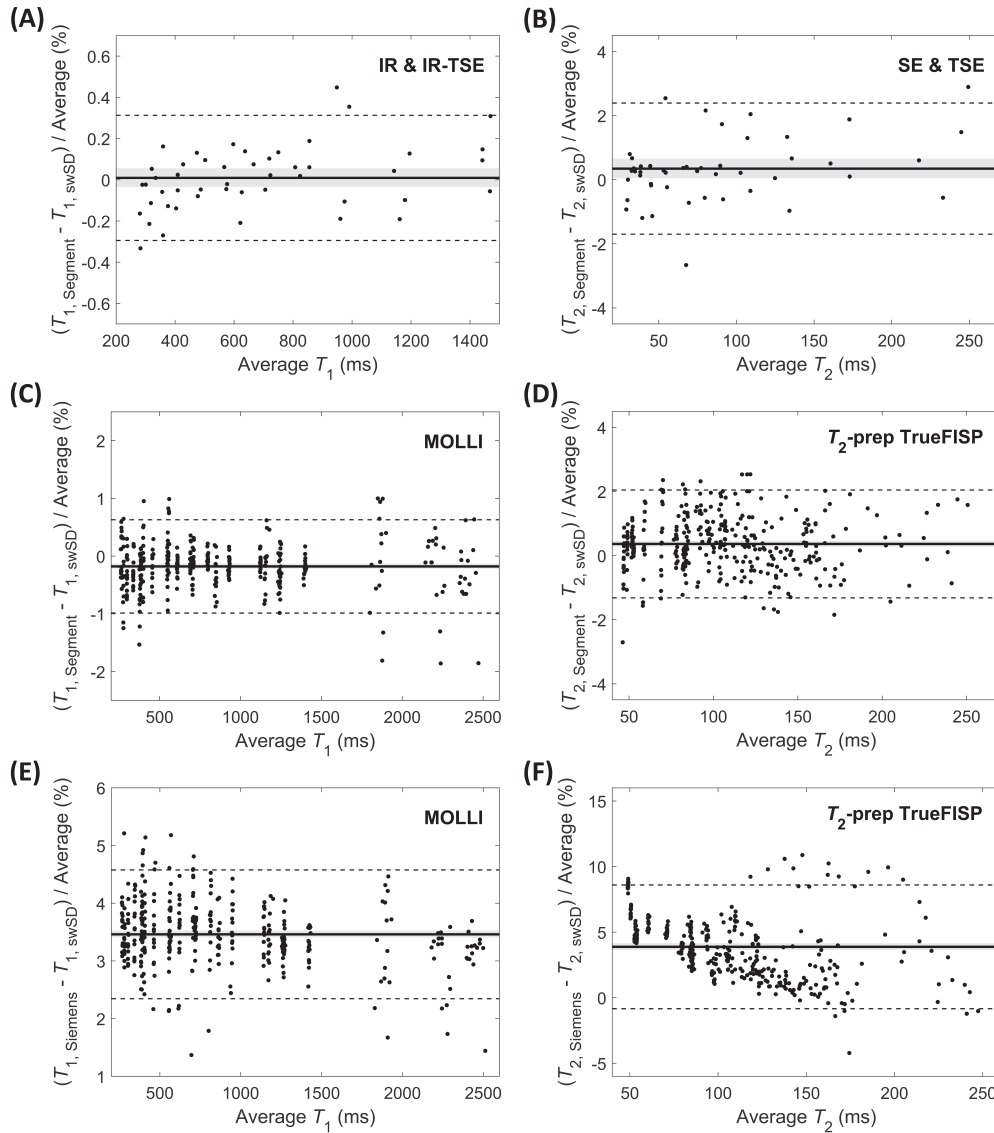 (A)
(T1, Segment - T1, swSD) / Average (%)
0.6
0.4
0.2
0
-0.2
-0.4
-0.6
IR & IR-TSE
200 400 600 800 1000 1200 1400
Average T1 (ms)
(B)
(T2, Segment - T2, swSD) / Average (%)
4
2
0
-2
-4
SE & TSE
50 100 150 200 250
Average T2 (ms)
(C)
(T1, Segment - T1, swSD) / Average (%)
2
1
0
-1
-2
MOLLI
500 1000 1500 2000 2500
Average T1 (ms)
(D)
(T2, Segment - T2, swSD) / Average (%)
4
2
0
-2
-4
T2-prep TrueFISP
50 100 150 200 250
Average T2 (ms)
(E)
(T1, Siemens - T1, swSD) / Average (%)
6
5
4
3
2
1
MOLLI
500 1000 1500 2000 2500
Average T1 (ms)
(F)
(T2, Siemens - T2, swSD) / Average (%)
15
10
5
0
-5
T2-prep TrueFISP
50 100 150 200 250
Average T2 (ms)